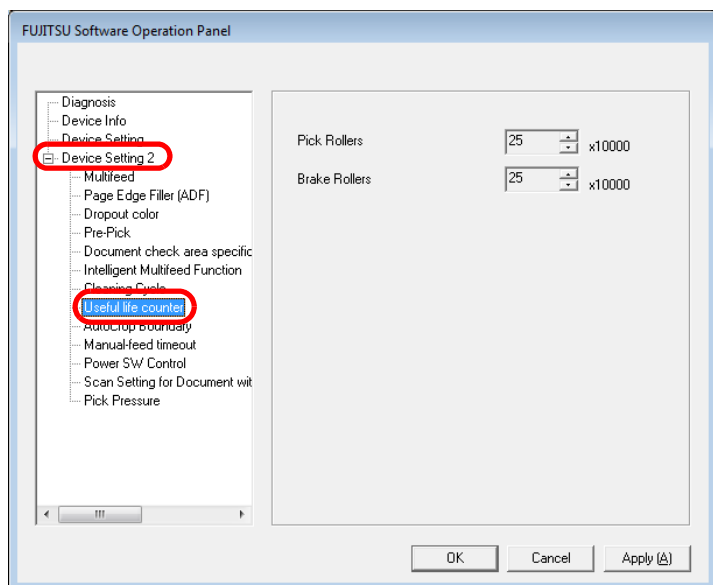 FUJITSU Software Operation Panel
Diagnosis
Device Info
Device Setting
Device Setting 2
Multifeed
Page Edge Filler (ADF)
Dropout color
Pre-Pick
Document check area specific
Intelligent Multifeed Function
Cleaning Cycle
Useful life counter
AutoCrop Boundary
Manual-feed timeout
Power SW Control
Scan Setting for Document wit
Pick Pressure
Pick Rollers 25 x10000
Brake Rollers 25 x10000
OK Cancel Apply (A)